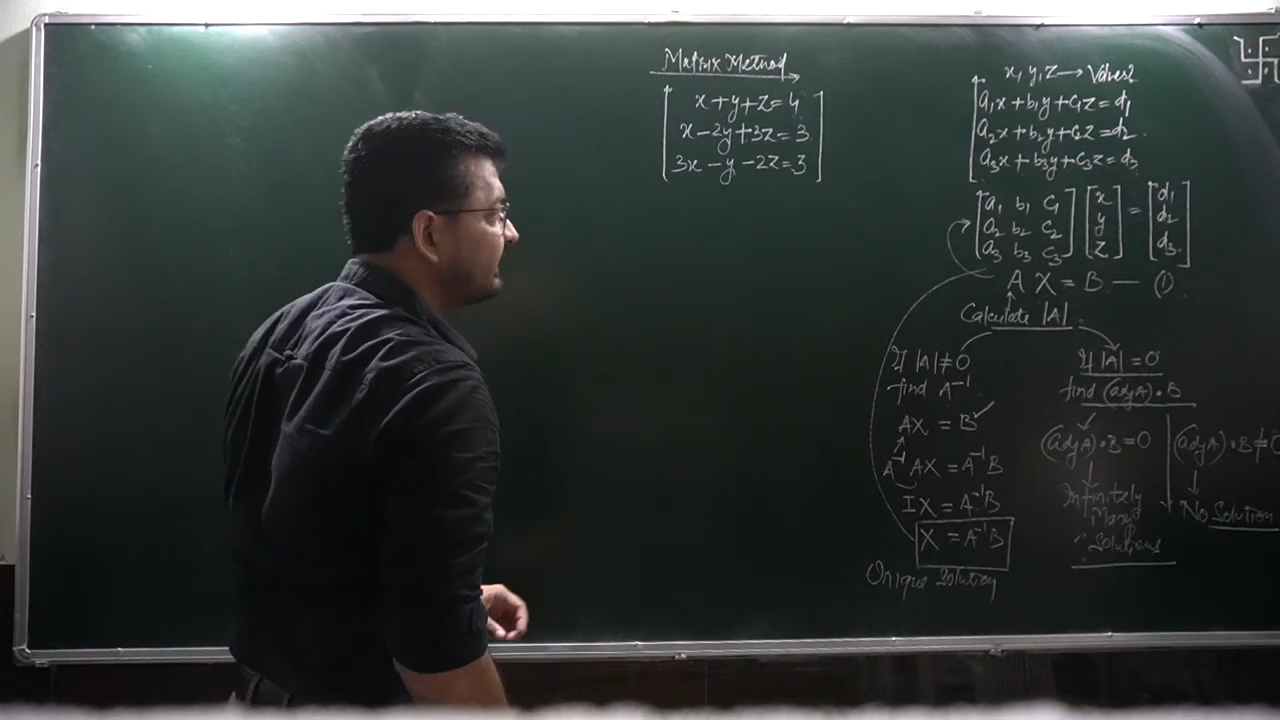 Matrix Method
x+y+z=4
x-2y+3z=3
3x-y-2z=3
x, y, z → Values?
a₁x+b₁y+c₁z=d₁
a₂x+b₂y+c₂z=d₂
a₃x+b₃y+c₃z=d₃
[a₁ b₁ c₁] [x] = [d₁]
[a₂ b₂ c₂] [y] [d₂]
[a₃ b₃ c₃] [z] [d₃]
A X = B — (1)
Calculate |A|
If |A|≠0
find A⁻¹
AX = B ✓
A⁻¹AX = A⁻¹B
IX = A⁻¹B
X = A⁻¹B
Unique Solution
If |A|=0
find (adjA)•B
(adjA)•B=0
Infinitely
Many
Solutions
(adjA)•B≠0
No Solution